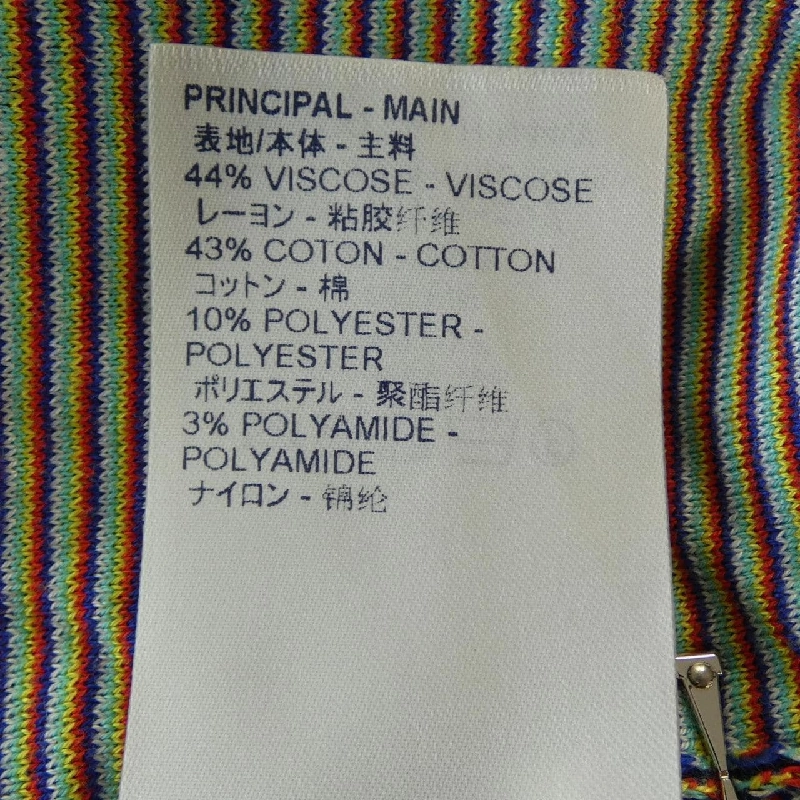 PRINCIPAL - MAIN
表地/本体 - 主料
44% VISCOSE - VISCOSE
レーヨン - 粘胶纤维
43% COTON - COTTON
コットン - 棉
10% POLYESTER -
POLYESTER
ポリエステル - 聚酯纤维
3% POLYAMIDE -
POLYAMIDE
ナイロン - 锦纶